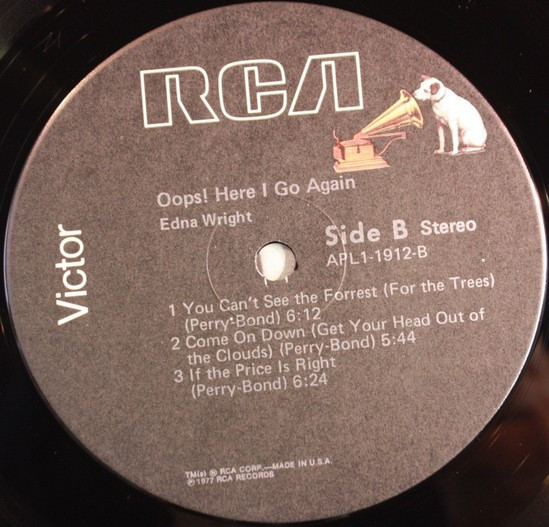 RCA
Oops! Here I Go Again
Edna Wright
Side B Stereo
APL1-1912-B
Victor
1 You Can't See the Forrest (For the Trees)
(Perry-Bond) 6:12
2 Come On Down (Get Your Head Out of
the Clouds) (Perry-Bond) 5:44
3 If the Price Is Right
(Perry-Bond) 6:24
TM(s) ® RCA CORP.—MADE IN U.S.A.
℗ 1977 RCA RECORDS